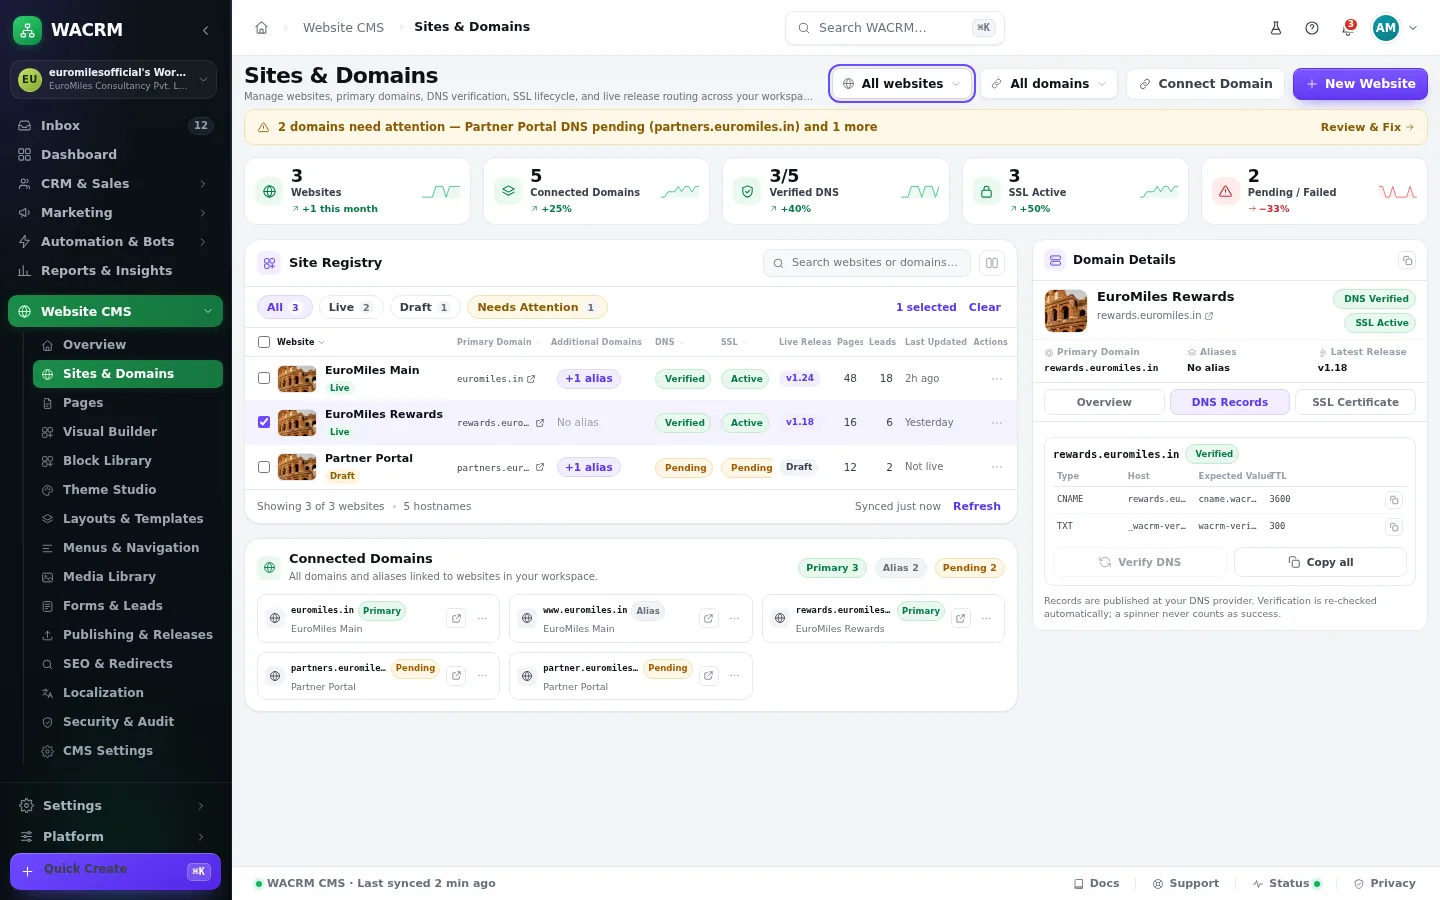 WACRM
EU
euromilesofficial's Wor...
EuroMiles Consultancy Pvt. L...
Inbox
12
Dashboard
CRM & Sales
Marketing
Automation & Bots
Reports & Insights
Website CMS
Overview
Sites & Domains
Pages
Visual Builder
Block Library
Theme Studio
Layouts & Templates
Menus & Navigation
Media Library
Forms & Leads
Publishing & Releases
SEO & Redirects
Localization
Security & Audit
CMS Settings
Settings
Platform
Quick Create
⌘K
Website CMS
Sites & Domains
Search WACRM...
⌘K
3
AM
Sites & Domains
Manage websites, primary domains, DNS verification, SSL lifecycle, and live release routing across your workspa...
All websites
All domains
Connect Domain
New Website
2 domains need attention — Partner Portal DNS pending (partners.euromiles.in) and 1 more
Review & Fix →
3
Websites
↗ +1 this month
5
Connected Domains
↗ +25%
3/5
Verified DNS
↗ +40%
3
SSL Active
↗ +50%
2
Pending / Failed
→ −33%
Site Registry
Search websites or domains...
All 3
Live 2
Draft 1
Needs Attention 1
1 selected
Clear
Website Primary Domain Additional Domains DNS SSL Live Releas Pages Leads Last Updated Actions
EuroMiles Main
Live
euromiles.in +1 alias Verified Active v1.24 48 18 2h ago ...
EuroMiles Rewards
Live
rewards.euro... No alias Verified Active v1.18 16 6 Yesterday ...
Partner Portal
Draft
partners.eur... +1 alias Pending Pending Draft 12 2 Not live ...
Showing 3 of 3 websites • 5 hostnames
Synced just now
Refresh
Connected Domains
All domains and aliases linked to websites in your workspace.
Primary 3
Alias 2
Pending 2
euromiles.in Primary
EuroMiles Main
www.euromiles.in Alias
EuroMiles Main
rewards.euromiles... Primary
EuroMiles Rewards
partners.euromile... Pending
Partner Portal
partner.euromiles... Pending
Partner Portal
Domain Details
EuroMiles Rewards
rewards.euromiles.in
DNS Verified
SSL Active
Primary Domain
rewards.euromiles.in
Aliases
No alias
Latest Release
v1.18
Overview
DNS Records
SSL Certificate
rewards.euromiles.in Verified
Type Host Expected Value TTL
CNAME rewards.eu... cname.wacr... 3600
TXT _wacrm-ver... wacrm-veri... 300
Verify DNS
Copy all
Records are published at your DNS provider. Verification is re-checked
automatically; a spinner never counts as success.
WACRM CMS · Last synced 2 min ago
Docs
Support
Status
Privacy